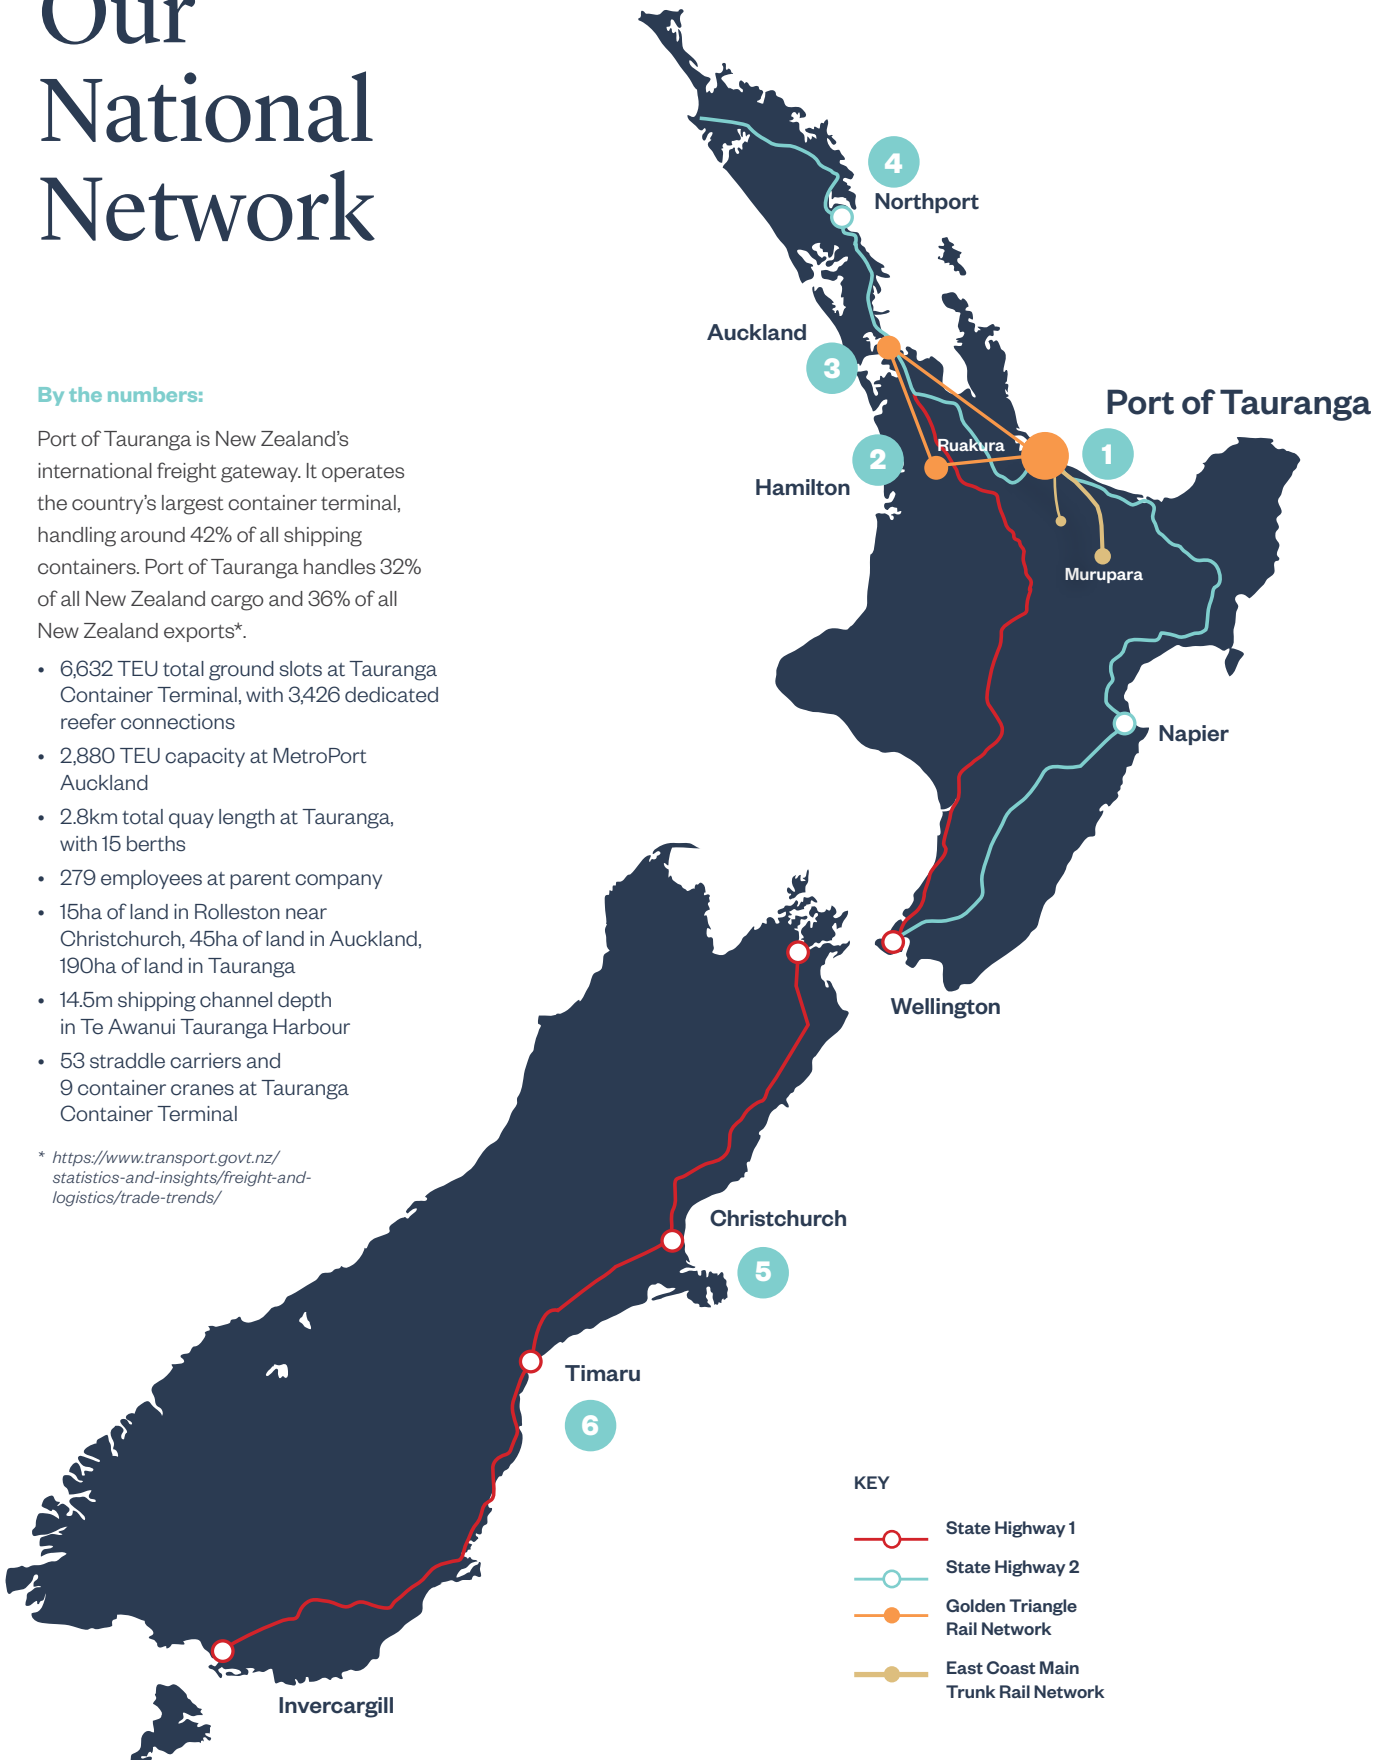 Our
National
Network
By the numbers:
Port of Tauranga is New Zealand's
international freight gateway. It operates
the country's largest container terminal,
handling around 42% of all shipping
containers. Port of Tauranga handles 32%
of all New Zealand cargo and 36% of all
New Zealand exports*.
• 6,632 TEU total ground slots at Tauranga
Container Terminal, with 3,426 dedicated
reefer connections
• 2,880 TEU capacity at MetroPort
Auckland
• 2.8km total quay length at Tauranga,
with 15 berths
• 279 employees at parent company
• 15ha of land in Rolleston near
Christchurch, 45ha of land in Auckland,
190ha of land in Tauranga
• 14.5m shipping channel depth
in Te Awanui Tauranga Harbour
• 53 straddle carriers and
9 container cranes at Tauranga
Container Terminal
* https://www.transport.govt.nz/
statistics-and-insights/freight-and-
logistics/trade-trends/
4
Northport
Auckland
3
Port of Tauranga
1
Ruakura
2
Hamilton
Murupara
Napier
Wellington
Christchurch
5
Timaru
6
Invercargill
KEY
State Highway 1
State Highway 2
Golden Triangle
Rail Network
East Coast Main
Trunk Rail Network